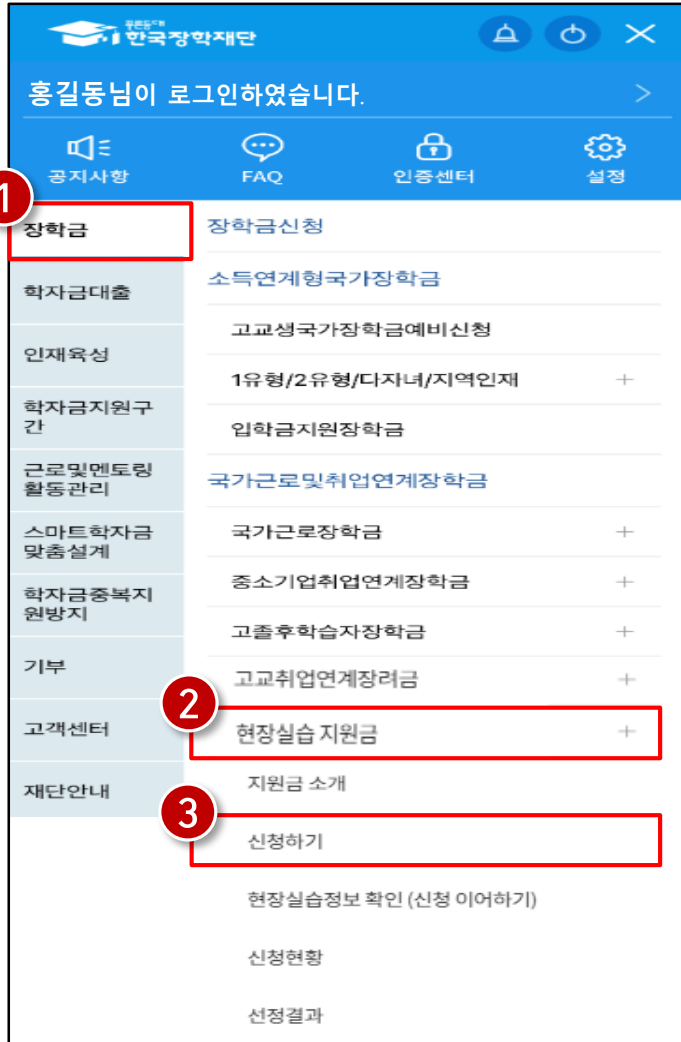 푸른등대
한국장학재단
홍길동님이 로그인하였습니다.
공지사항
FAQ
인증센터
설정
1
장학금
학자금대출
인재육성
학자금지원구
간
근로및멘토링
활동관리
스마트학자금
맞춤설계
학자금중복지
원방지
기부
고객센터
재단안내
장학금신청
소득연계형국가장학금
고교생국가장학금예비신청
1유형/2유형/다자녀/지역인재
입학금지원장학금
국가근로및취업연계장학금
국가근로장학금
중소기업취업연계장학금
고졸후학습자장학금
고교취업연계장려금
2
현장실습 지원금
지원금 소개
3
신청하기
현장실습정보 확인 (신청 이어하기)
신청현황
선정결과